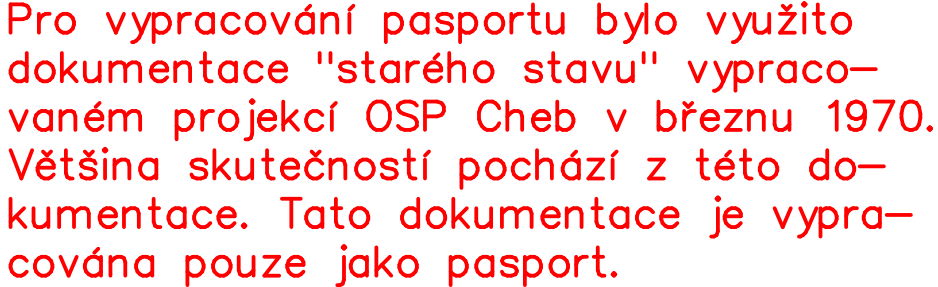 Pro vypracování pasportu bylo využito
dokumentace "starého stavu" vypraco–
vaném projekcí OSP Cheb v březnu 1970.
Většina skutečností pochází z této do–
kumentace. Tato dokumentace je vypra–
cována pouze jako pasport.